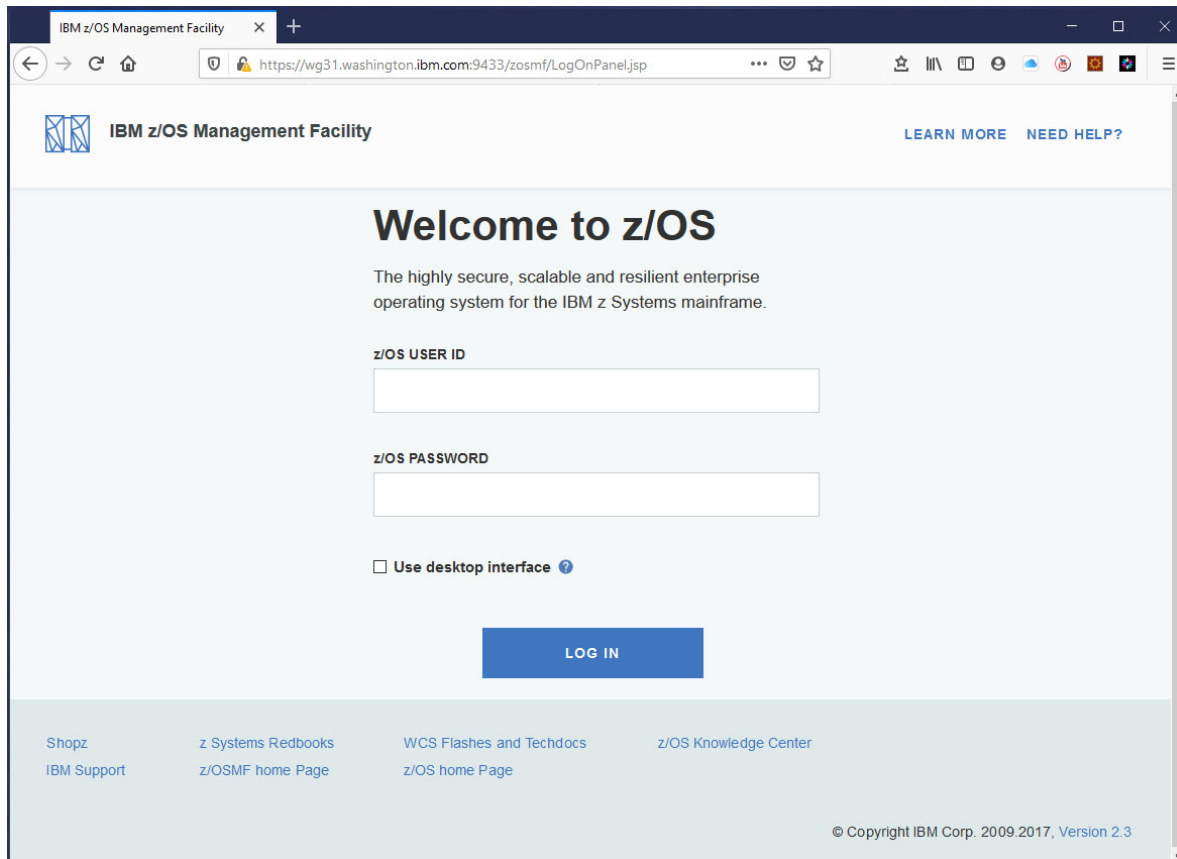 IBM z/OS Management Facility
https://wg31.washington.ibm.com:9433/zosmf/LogOnPanel.jsp
IBM z/OS Management Facility
LEARN MORE NEED HELP?
Welcome to z/OS
The highly secure, scalable and resilient enterprise
operating system for the IBM z Systems mainframe.
z/OS USER ID
z/OS PASSWORD
Use desktop interface ?
LOG IN
Shopz z Systems Redbooks WCS Flashes and Techdocs z/OS Knowledge Center
IBM Support z/OSMF home Page z/OS home Page
© Copyright IBM Corp. 2009.2017, Version 2.3